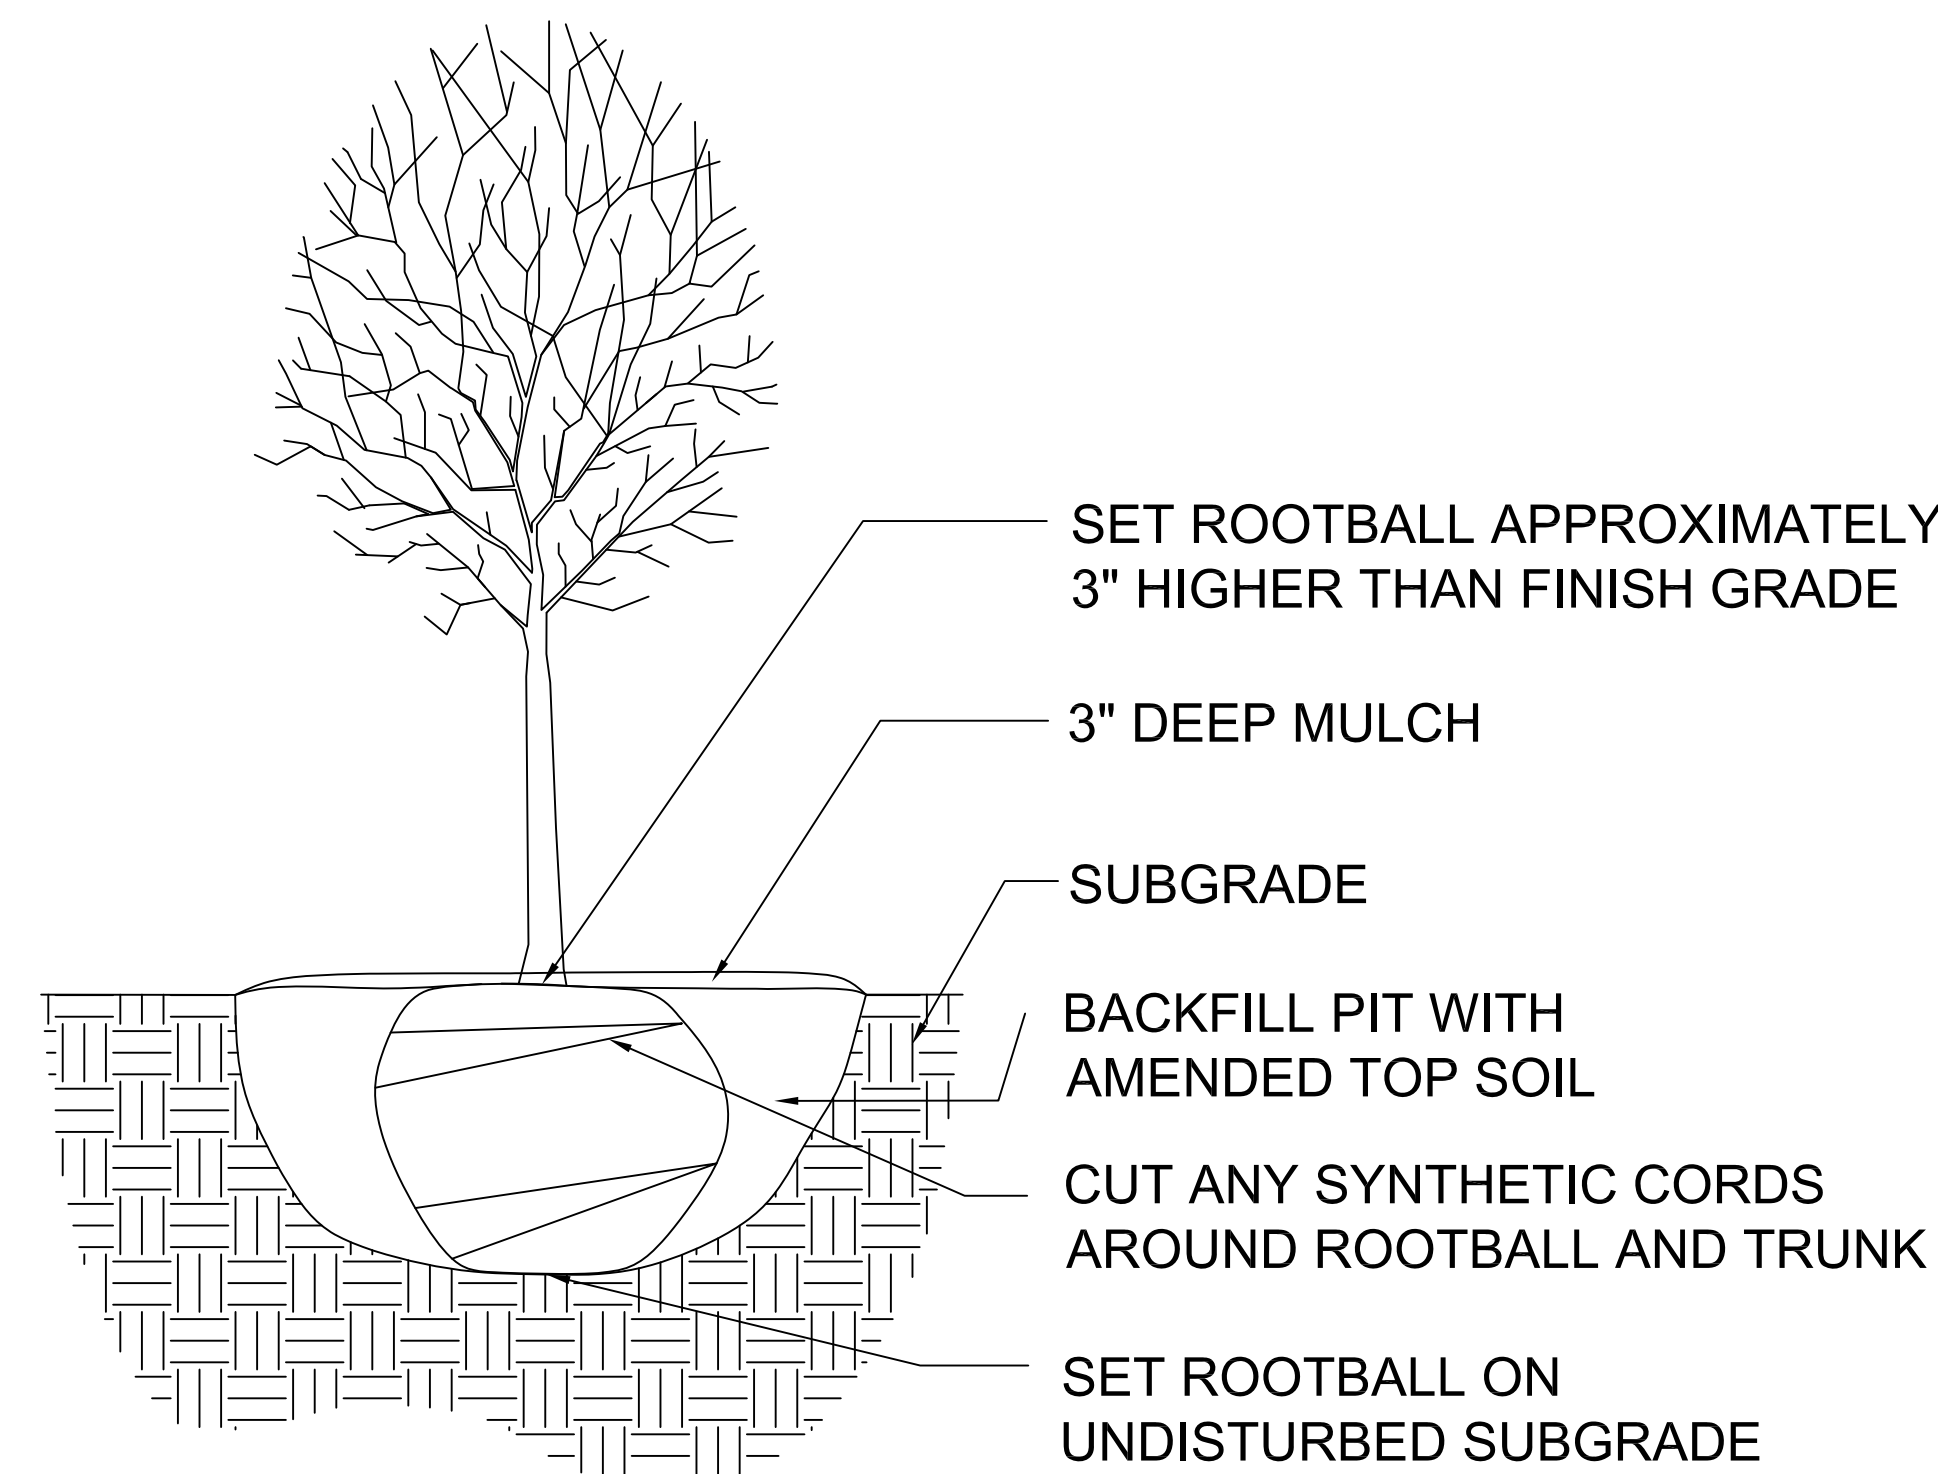 SET ROOTBALL APPROXIMATELY
3" HIGHER THAN FINISH GRADE
3" DEEP MULCH
SUBGRADE
BACKFILL PIT WITH
AMENDED TOP SOIL
CUT ANY SYNTHETIC CORDS
AROUND ROOTBALL AND TRUNK
SET ROOTBALL ON
UNDISTURBED SUBGRADE